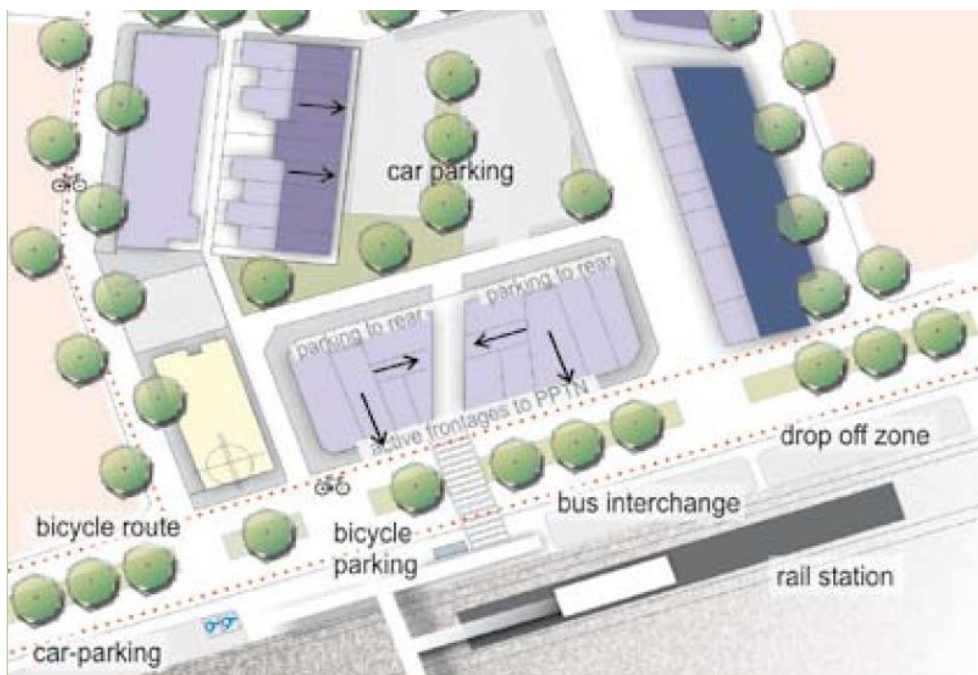 car parking
parking to rear
parking to rear
active frontages to PPTN
drop off zone
bus interchange
bicycle route
bicycle
parking
rail station
car-parking